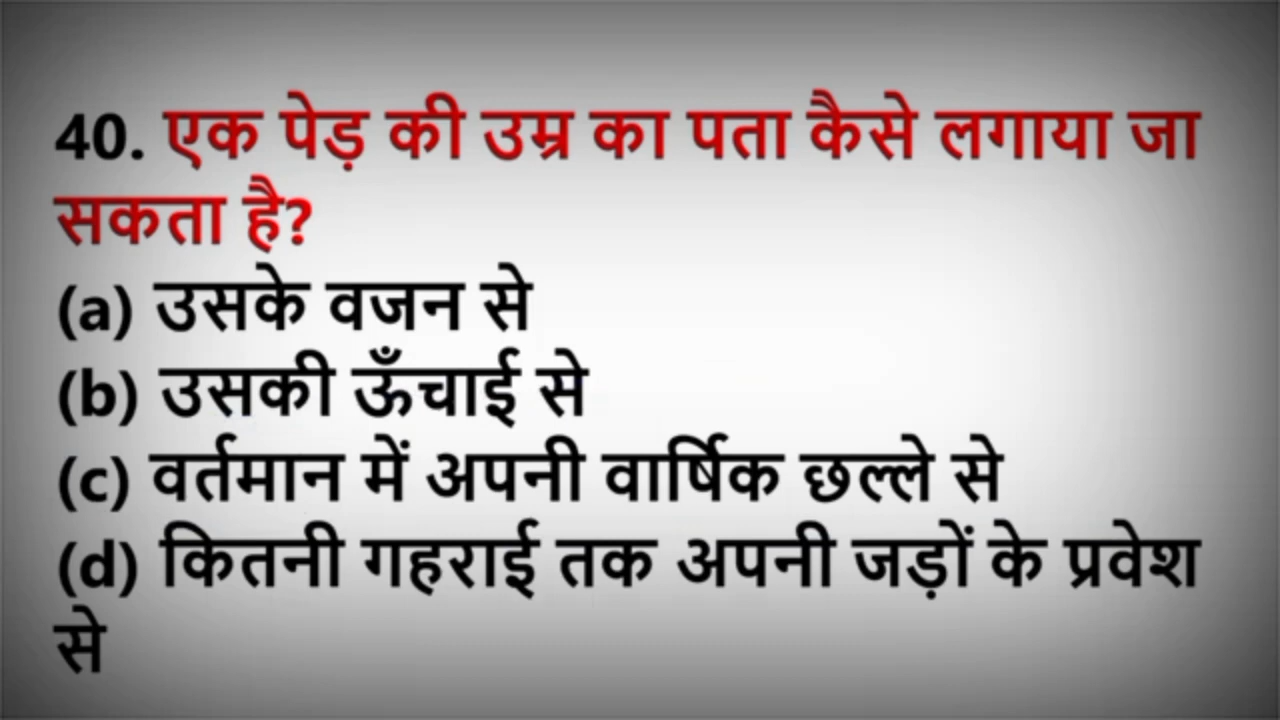 40. एक पेड़ की उम्र का पता कैसे लगाया जा
सकता है?
(a) उसके वजन से
(b) उसकी ऊँचाई से
(c) वर्तमान में अपनी वार्षिक छल्ले से
(d) कितनी गहराई तक अपनी जड़ों के प्रवेश
से